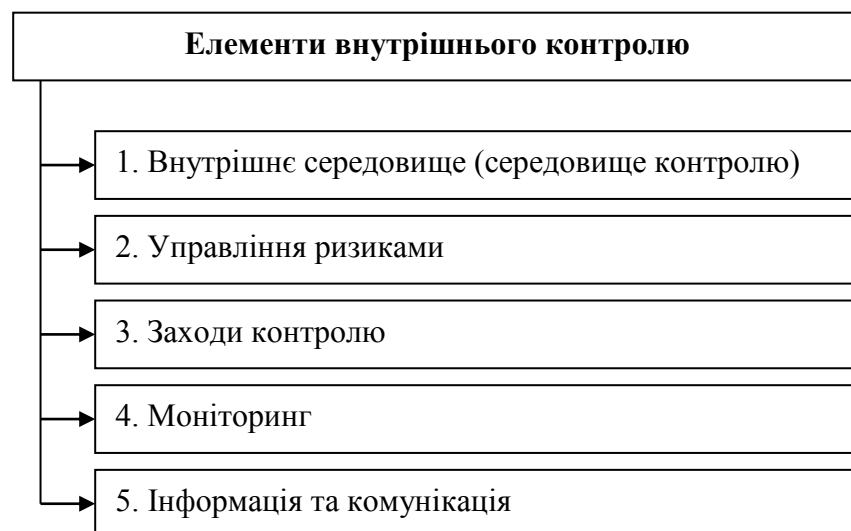 Елементи внутрішнього контролю
1. Внутрішнє середовище (середовище контролю)
2. Управління ризиками
3. Заходи контролю
4. Моніторинг
5. Інформація та комунікація